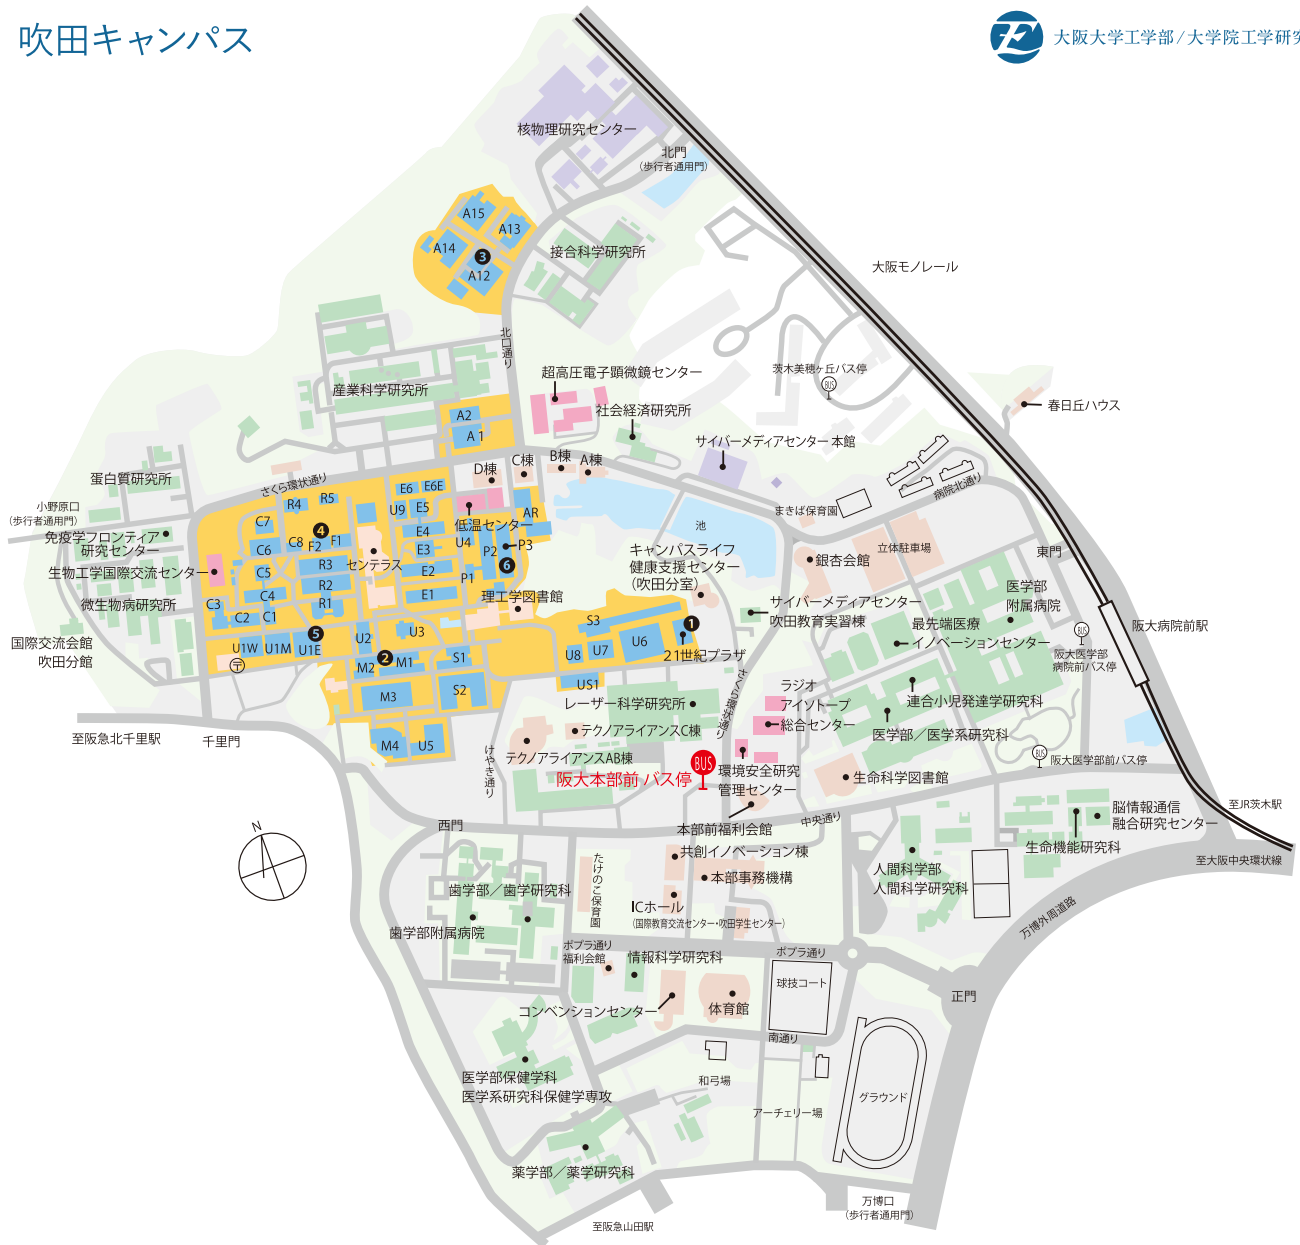 吹田キャンパス
大阪大学工学部/大学院工学研究
核物理研究センター
北門
(歩行者通用門)
A15
A13
A14
3
A12
接合科学研究所
大阪モノレール
北口通り
超高圧電子顕微鏡センター
茨木美穂ヶ丘バス停
BUS
産業科学研究所
社会経済研究所
春日丘ハウス
A2
A1
サイバーメディアセンター 本館
B棟
A棟
C棟
D棟
蛋白質研究所
さくら環状通り
病院北通り
小野原口
(歩行者通用門)
E6
E6E
R5
R4
U9
E5
AR
まきば保育園
池
C7
4
低温センター
免疫学フロンティア
研究センター
E4
U4
P2
P3
C8
F2
F1
C6
E3
センテラス
キャンパスライフ
健康支援センター
(吹田分室)
銀杏会館
立体駐車場
東門
生物工学国際交流センター
C5
R3
E2
P1
6
R2
医学部
附属病院
微生物病研究所
C3
C4
R1
E1
理工学図書館
サイバーメディアセンター
吹田教育実習棟
C2
C1
S3
1
最先端医療
イノベーションセンター
阪大病院前駅
BUS
国際交流会館
吹田分館
5
U2
U3
U6
U1W
U1M
U1E
2
U8
U7
21世紀プラザ
阪大医学部
病院前バス停
〒
M2
M1
S1
さくら環状通り
US1
ラジオ
アイソトープ
総合センター
M3
S2
レーザー科学研究所
連合小児発達学研究科
至阪急北千里駅
千里門
テクノアライアンスC棟
医学部/医学系研究科
M4
U5
けやき通り
テクノアライアンスAB棟
BUS
阪大医学部前バス停
阪大本部前 バス停
BUS
環境安全研究
管理センター
生命科学図書館
至JR茨木駅
脳情報通信
融合研究センター
N
西門
本部前福利会館
中央通り
生命機能研究科
至大阪中央環状線
共創イノベーション棟
たけのこ保育園
本部事務機構
人間科学部
人間科学研究科
歯学部/歯学研究科
ICホール
(国際教育交流センター・吹田学生センター)
万博外周道路
歯学部附属病院
ポプラ通り
福利会館
情報科学研究科
ポプラ通り
球技コート
正門
コンベンションセンター
体育館
南通り
医学部保健学科
医学系研究科保健学専攻
和弓場
アーチェリー場
グラウンド
薬学部/薬学研究科
万博口
(歩行者通用門)
至阪急山田駅